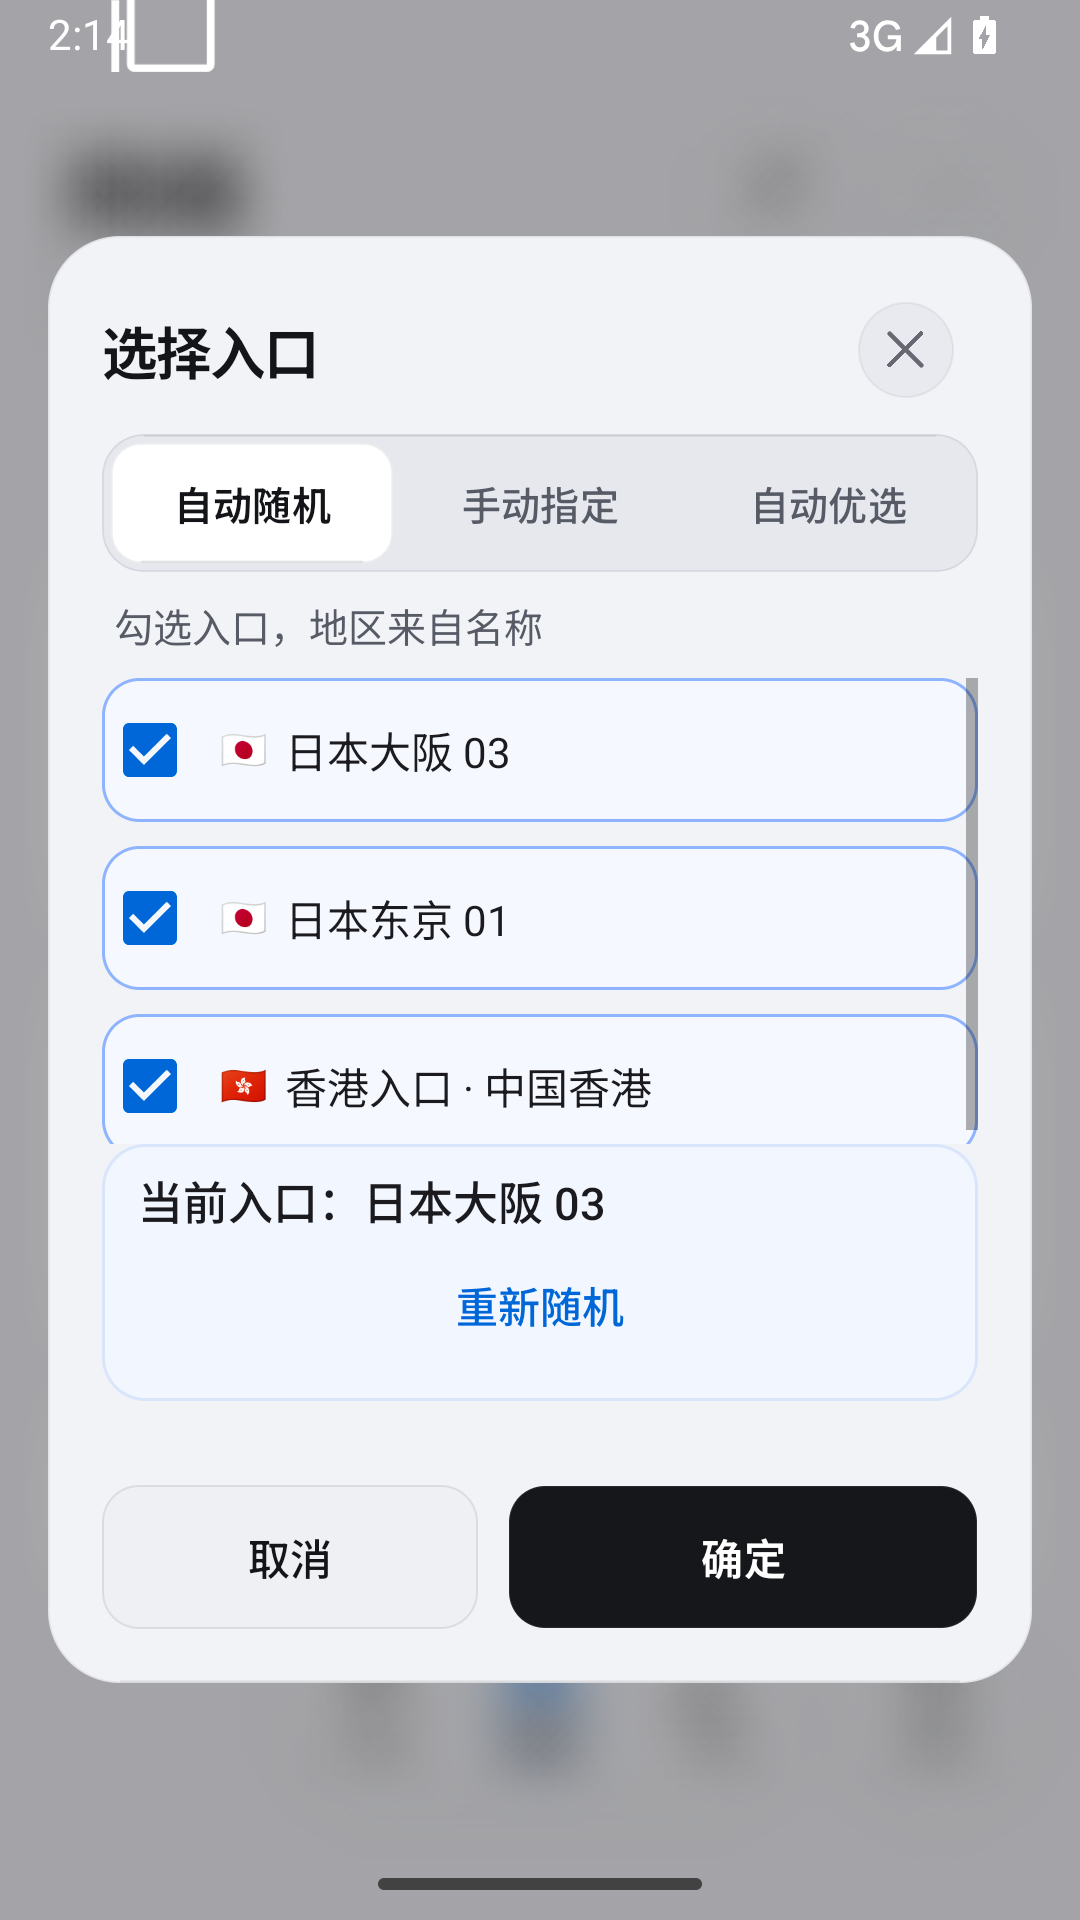 2:14
3G
选择入口
自动随机 手动指定 自动优选
勾选入口，地区来自名称
日本大阪 03
日本东京 01
香港入口 · 中国香港
当前入口：日本大阪 03
重新随机
取消 确定